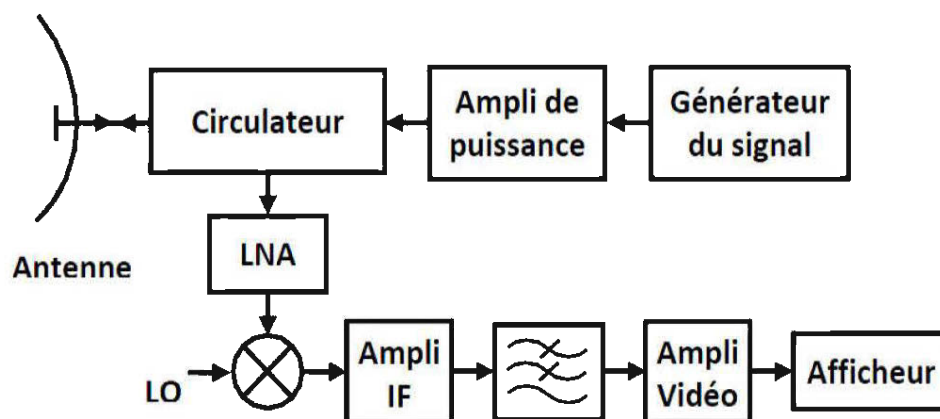 Circulateur
Ampli de
puissance
Générateur
du signal
Antenne
LNA
LO
Ampli
IF
Ampli
Vidéo
Afficheur